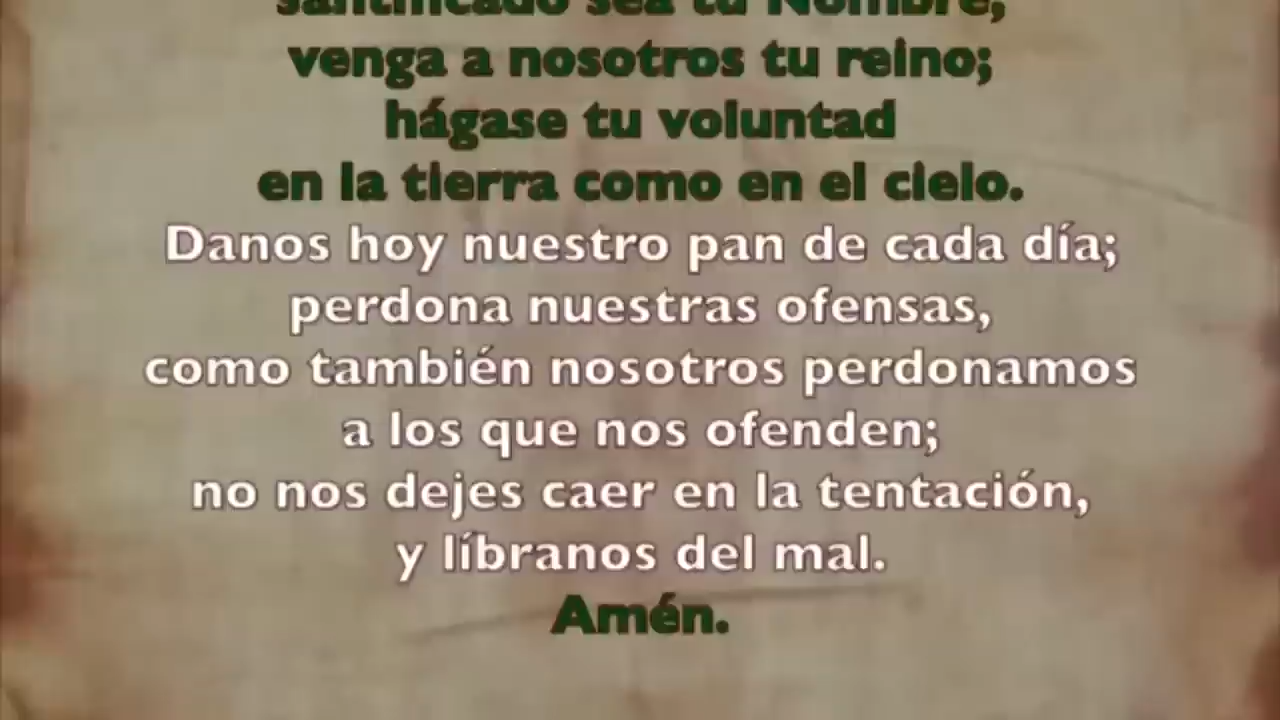 santificado sea tu Nombre,
venga a nosotros tu reino;
hágase tu voluntad
en la tierra como en el cielo.
Danos hoy nuestro pan de cada día;
perdona nuestras ofensas,
como también nosotros perdonamos
a los que nos ofenden;
no nos dejes caer en la tentación,
y líbranos del mal.
Amén.